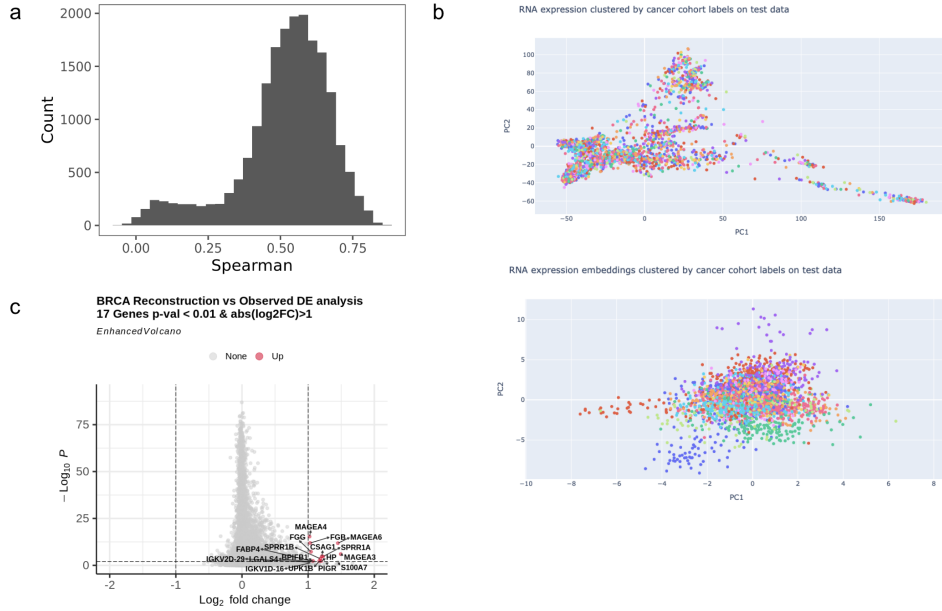 a
2000
1500
1000
500
0
Count
0.00 0.25 0.50 0.75
Spearman
b
RNA expression clustered by cancer cohort labels on test data
100
80
60
40
20
0
−20
−40
−60
PC2
−50 0 50 100 150
PC1
RNA expression embeddings clustered by cancer cohort labels on test data
10
5
0
−5
PC2
−10 −8 −6 −4 −2 0 2 4 6 8
PC1
c
BRCA Reconstruction vs Observed DE analysis
17 Genes p-val < 0.01 & abs(log2FC)>1
EnhancedVolcano
None Up
75
50
25
0
− Log10 P
MAGEA4
FGG FGB MAGEA6
SPRR1B CSAG1 SPRR1A
FABP4
IGKV2D-29 LGALS4 BPIFB1 THP MAGEA3
IGKV1D-16 UPK1B PIGR S100A7
−2 −1 0 1 2
Log2 fold change